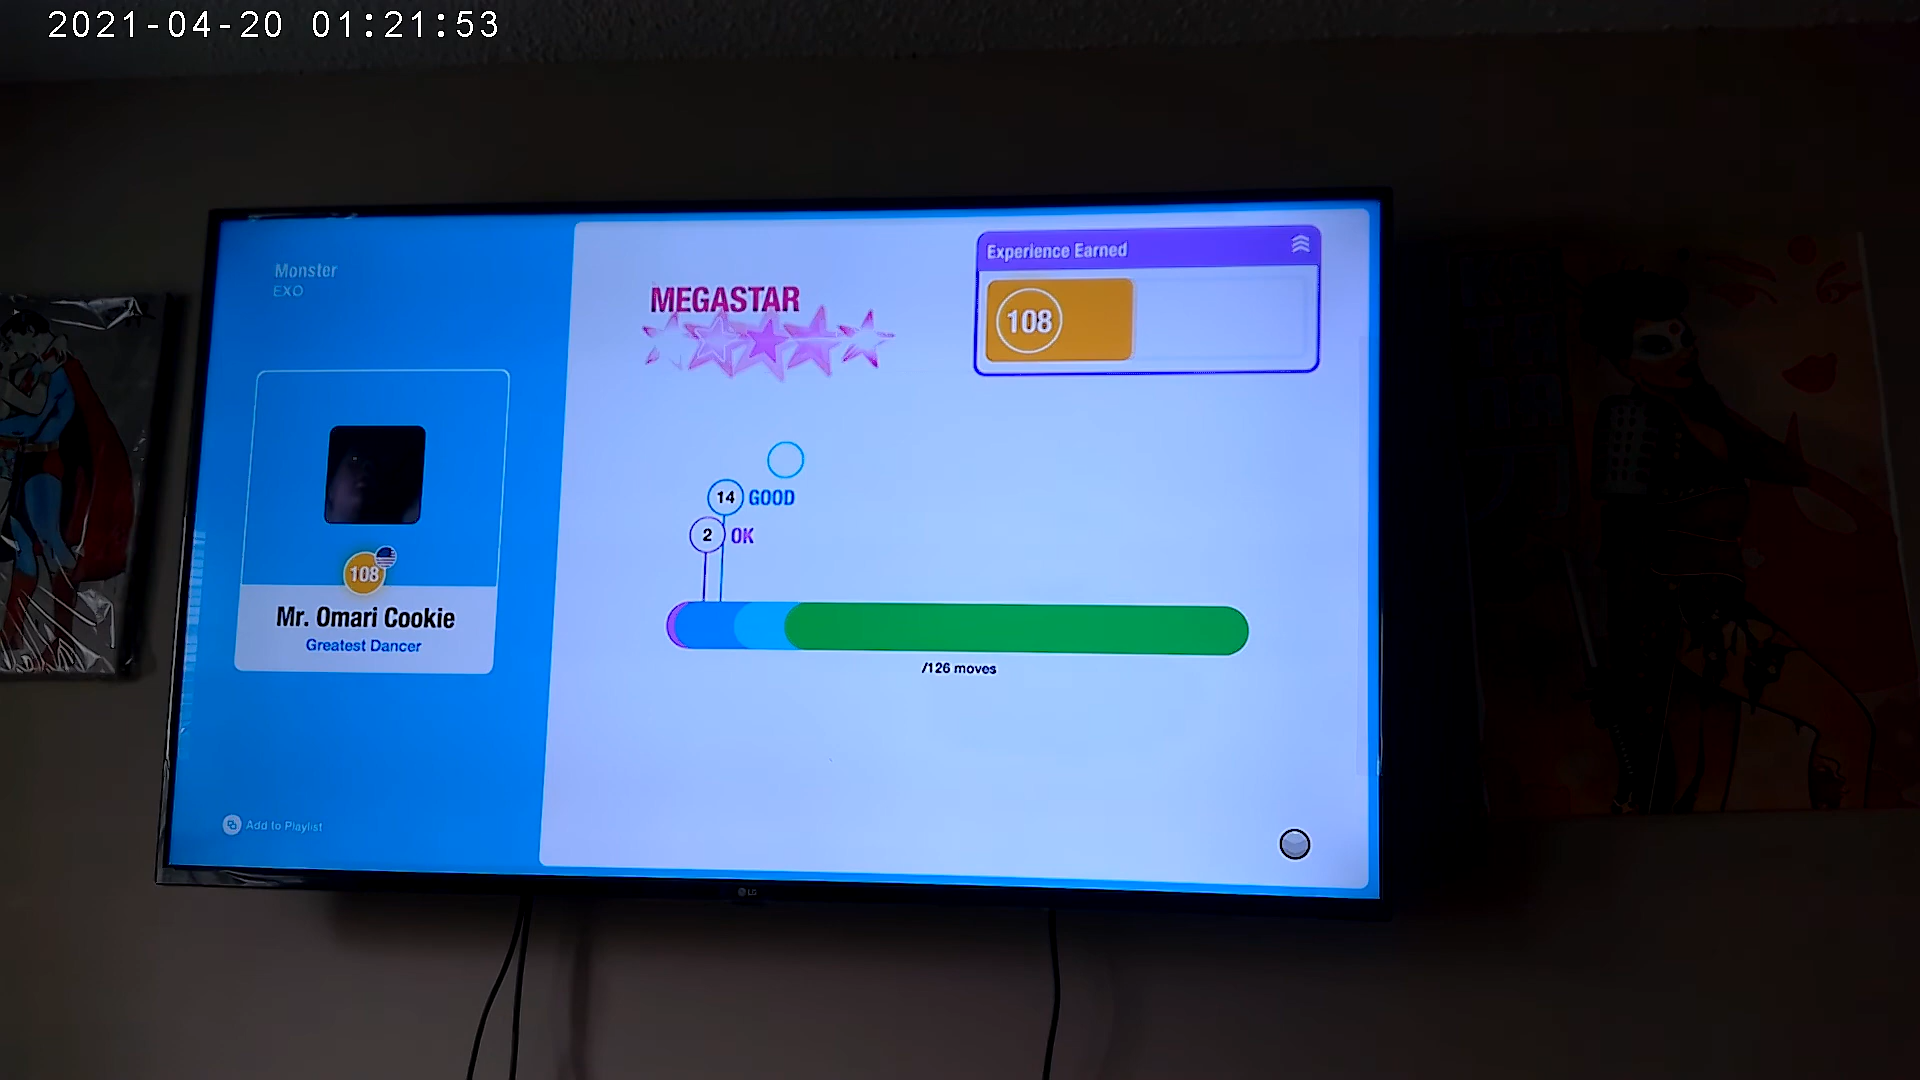 2021-04-20 01:21:53
Monster
EXO
108
Mr. Omari Cookie
Greatest Dancer
Add to Playlist
MEGASTAR
Experience Earned
108
14 GOOD
2 OK
/126 moves
LG